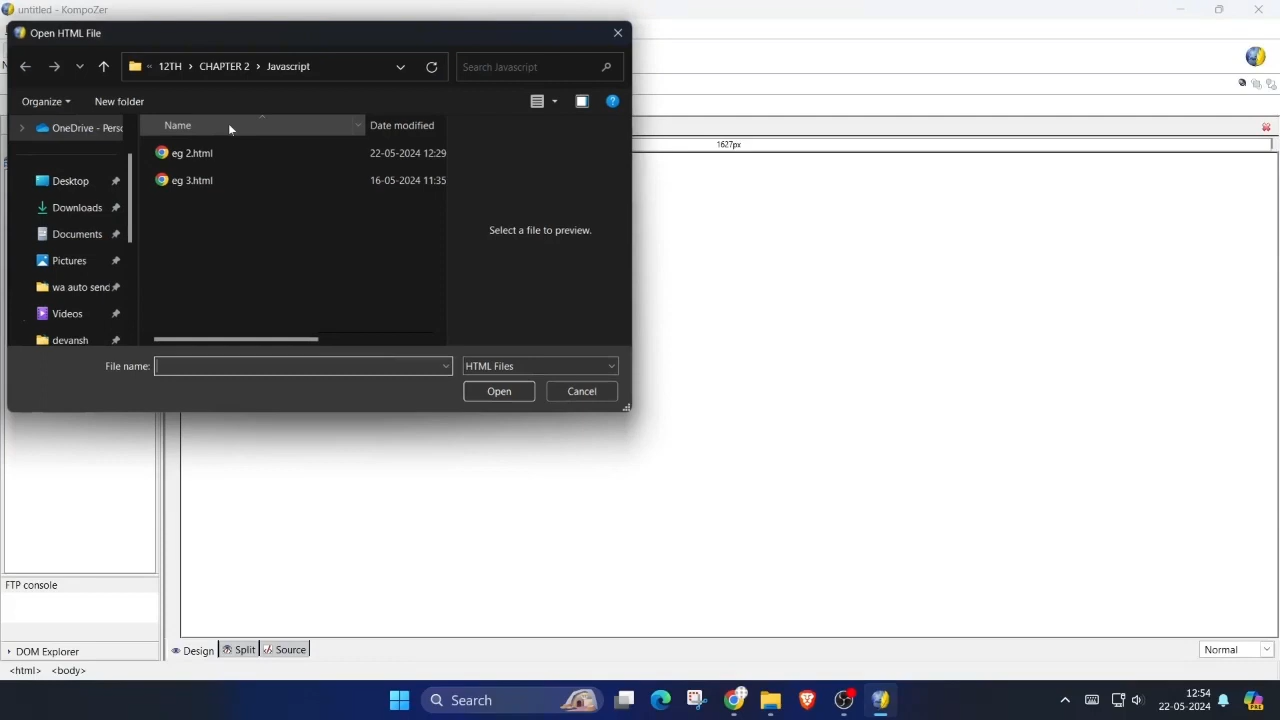 untitled - KompoZer
Open HTML File
« 12TH › CHAPTER 2 › Javascript
Search Javascript
Organize
New folder
OneDrive - Perso
Name
Date modified
eg 2.html
22-05-2024 12:29
eg 3.html
16-05-2024 11:35
Desktop
Downloads
Documents
Pictures
wa auto send
Videos
devansh
Select a file to preview.
1627px
File name:
HTML Files
Open
Cancel
FTP console
DOM Explorer
Design
Split
Source
Normal
<html> <body>
Search
12:54
22-05-2024